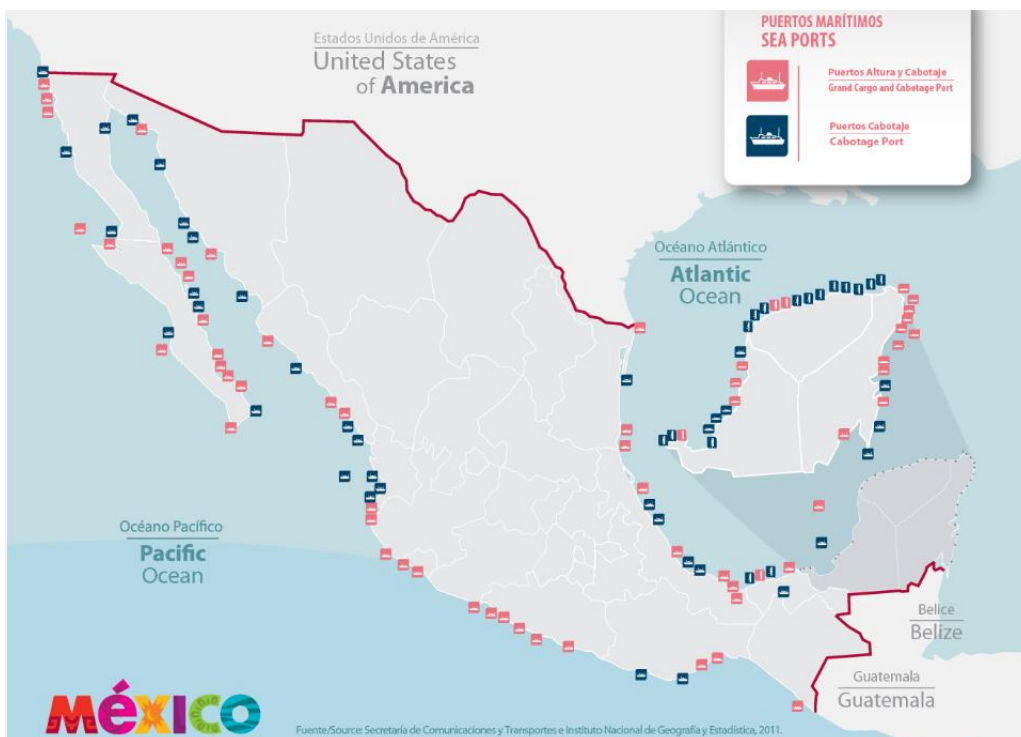 PUERTOS MARÍTIMOS
SEA PORTS
Puertos Altura y Cabotaje
Grand Cargo and Cabotage Port
Puertos Cabotaje
Cabotage Port
Estados Unidos de América
United States
of America
Océano Atlántico
Atlantic
Ocean
Océano Pacífico
Pacific
Ocean
Belice
Belize
Guatemala
Guatemala
México
Fuente/Source: Secretaría de Comunicaciones y Transportes e Instituto Nacional de Geografía y Estadística, 2011.